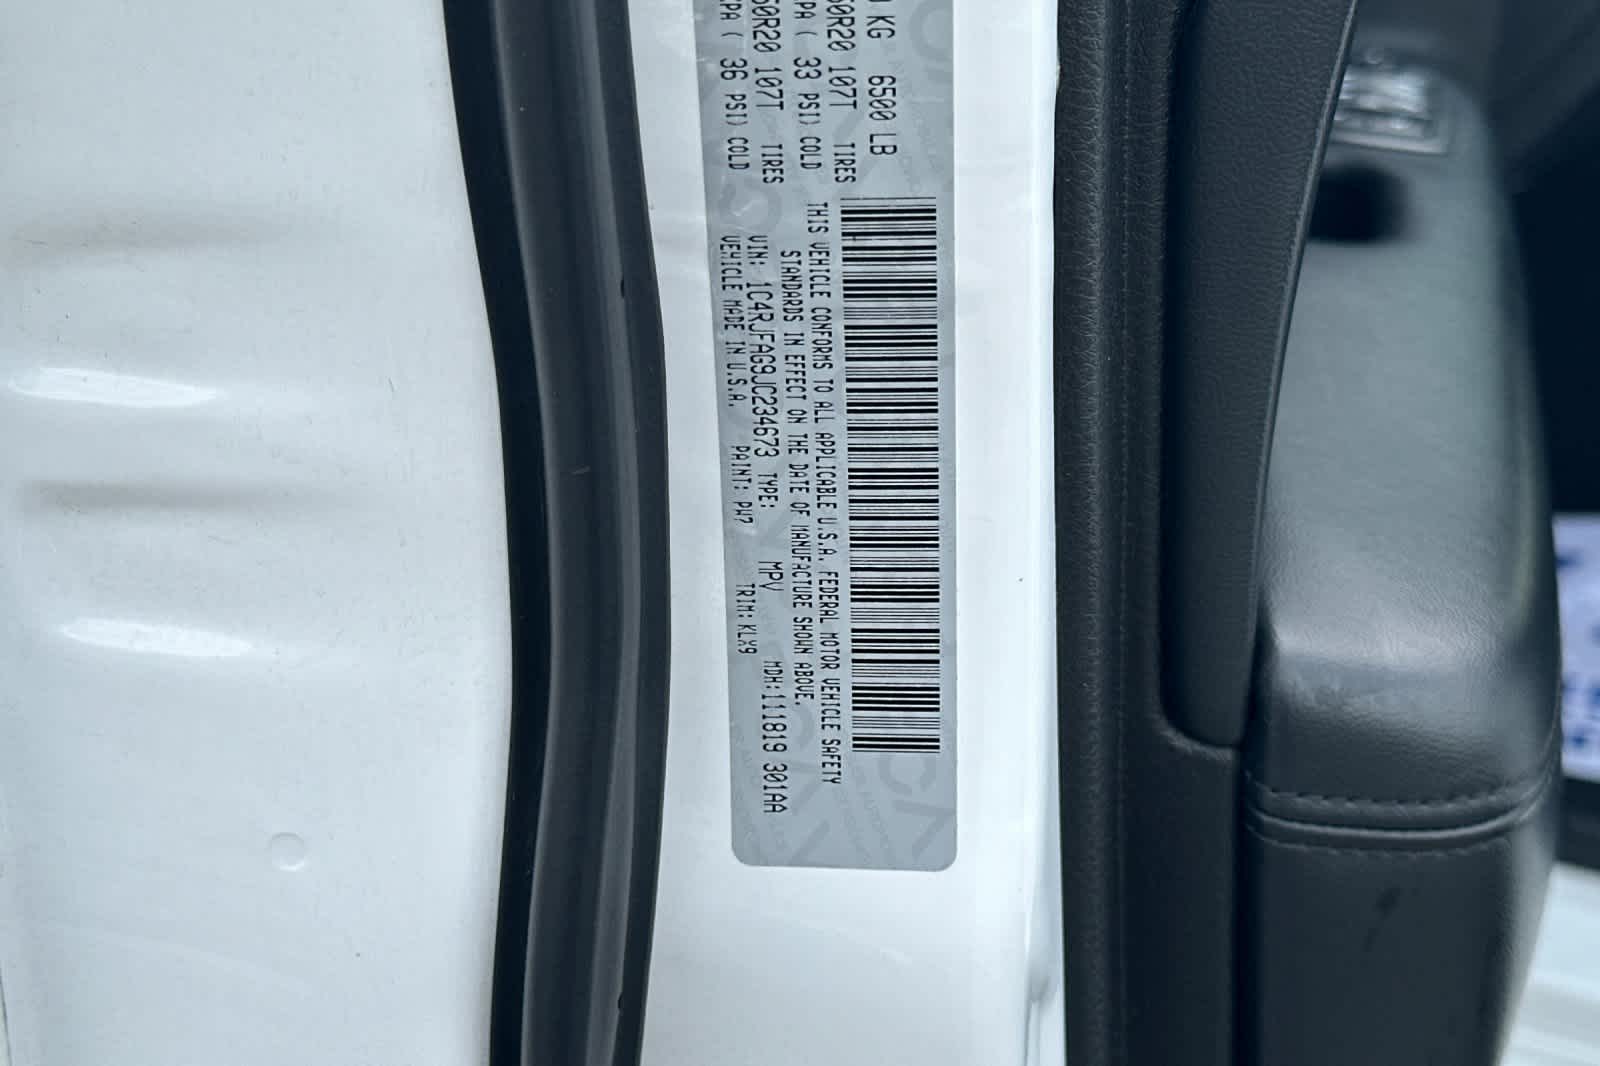 0 KG 6500 LB
60R20 107T TIRES
PA ( 33 PSI) COLD
60R20 107T TIRES
KPA ( 36 PSI) COLD
THIS VEHICLE CONFORMS TO ALL APPLICABLE U.S.A. FEDERAL MOTOR VEHICLE SAFETY
STANDARDS IN EFFECT ON THE DATE OF MANUFACTURE SHOWN ABOVE.
VIN: 1C4RJFAG9JC234673 TYPE: MPV MDH:111819 301AA
VEHICLE MADE IN U.S.A. PAINT: PW7 TRIM: KLX9